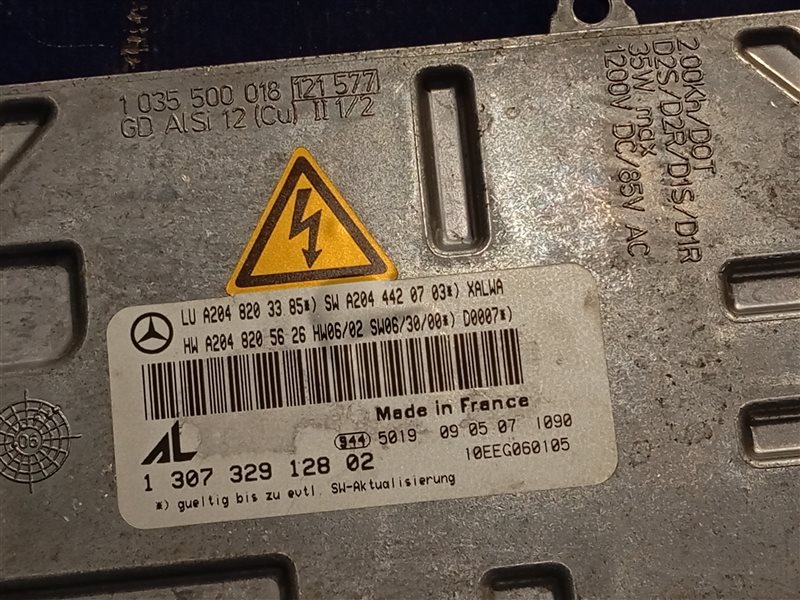 1 035 500 018 121 577
GD AlSi 12 (Cu) II 1/2
200Kh/DOT
D2S/D2R/D1S/D1R
35W max
1200V DC/85V AC
LU A204 820 33 85*) SW A204 442 07 03*) XALWA
HW A204 820 56 26 HW06/02 SW06/30/00*) D0007*)
Made in France
AL
944 5019 09 05 07 1090
1 307 329 128 02
10EEG060105
*) gueltig bis zu evtl. SW-Aktualisierung
06